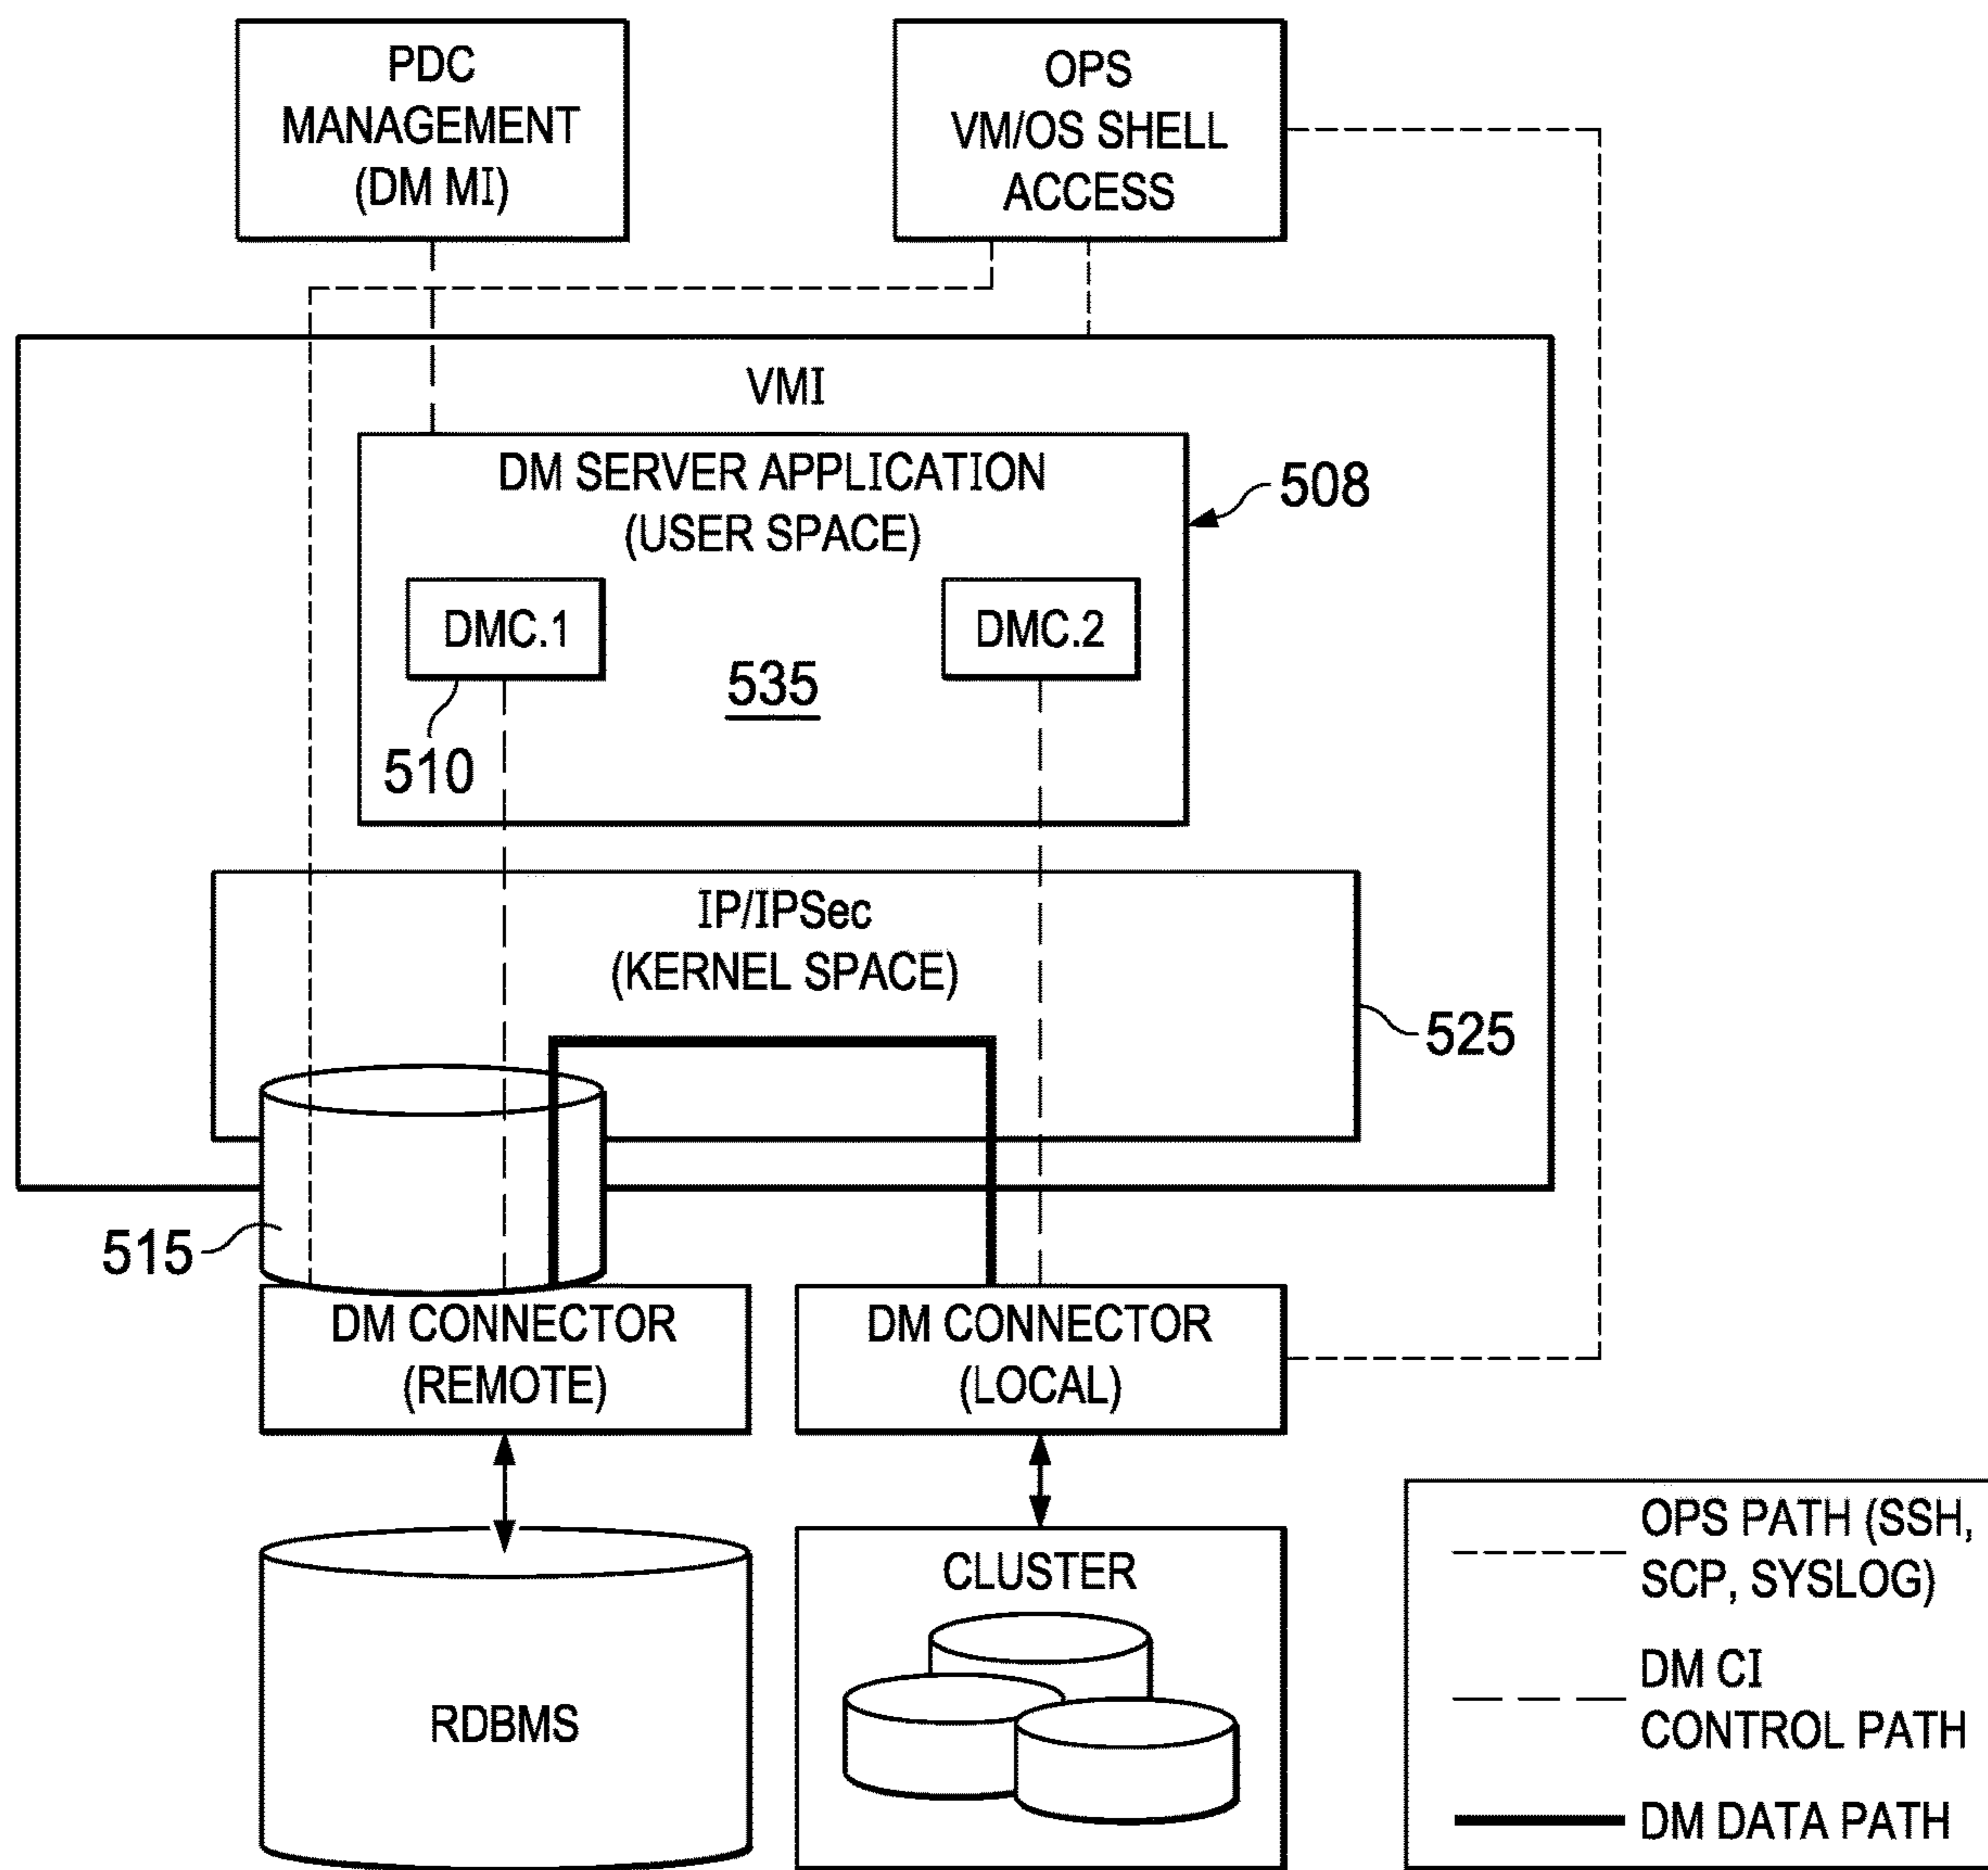 PDC
MANAGEMENT
(DM MI)
OPS
VM/OS SHELL
ACCESS
VMI
DM SERVER APPLICATION
(USER SPACE)
508
DMC.1
DMC.2
535
510
IP/IPSec
(KERNEL SPACE)
525
515
DM CONNECTOR
(REMOTE)
DM CONNECTOR
(LOCAL)
RDBMS
CLUSTER
OPS PATH (SSH,
SCP, SYSLOG)
DM CI
CONTROL PATH
DM DATA PATH